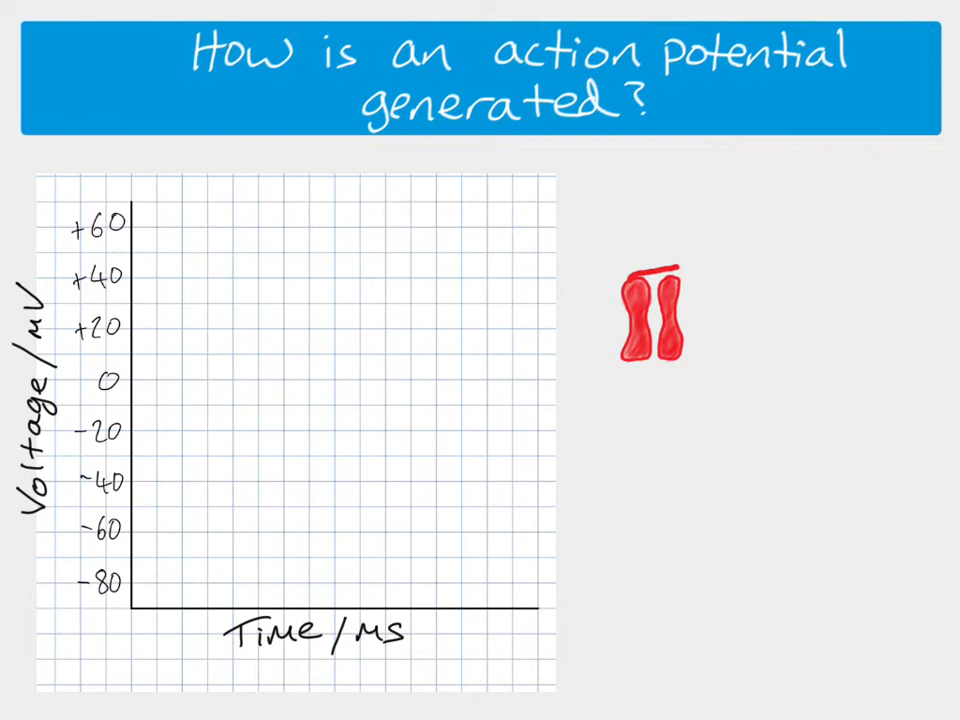 How is an action potential
generated?
+60
+40
+20
0
-20
-40
-60
-80
Voltage/mV
Time/ms